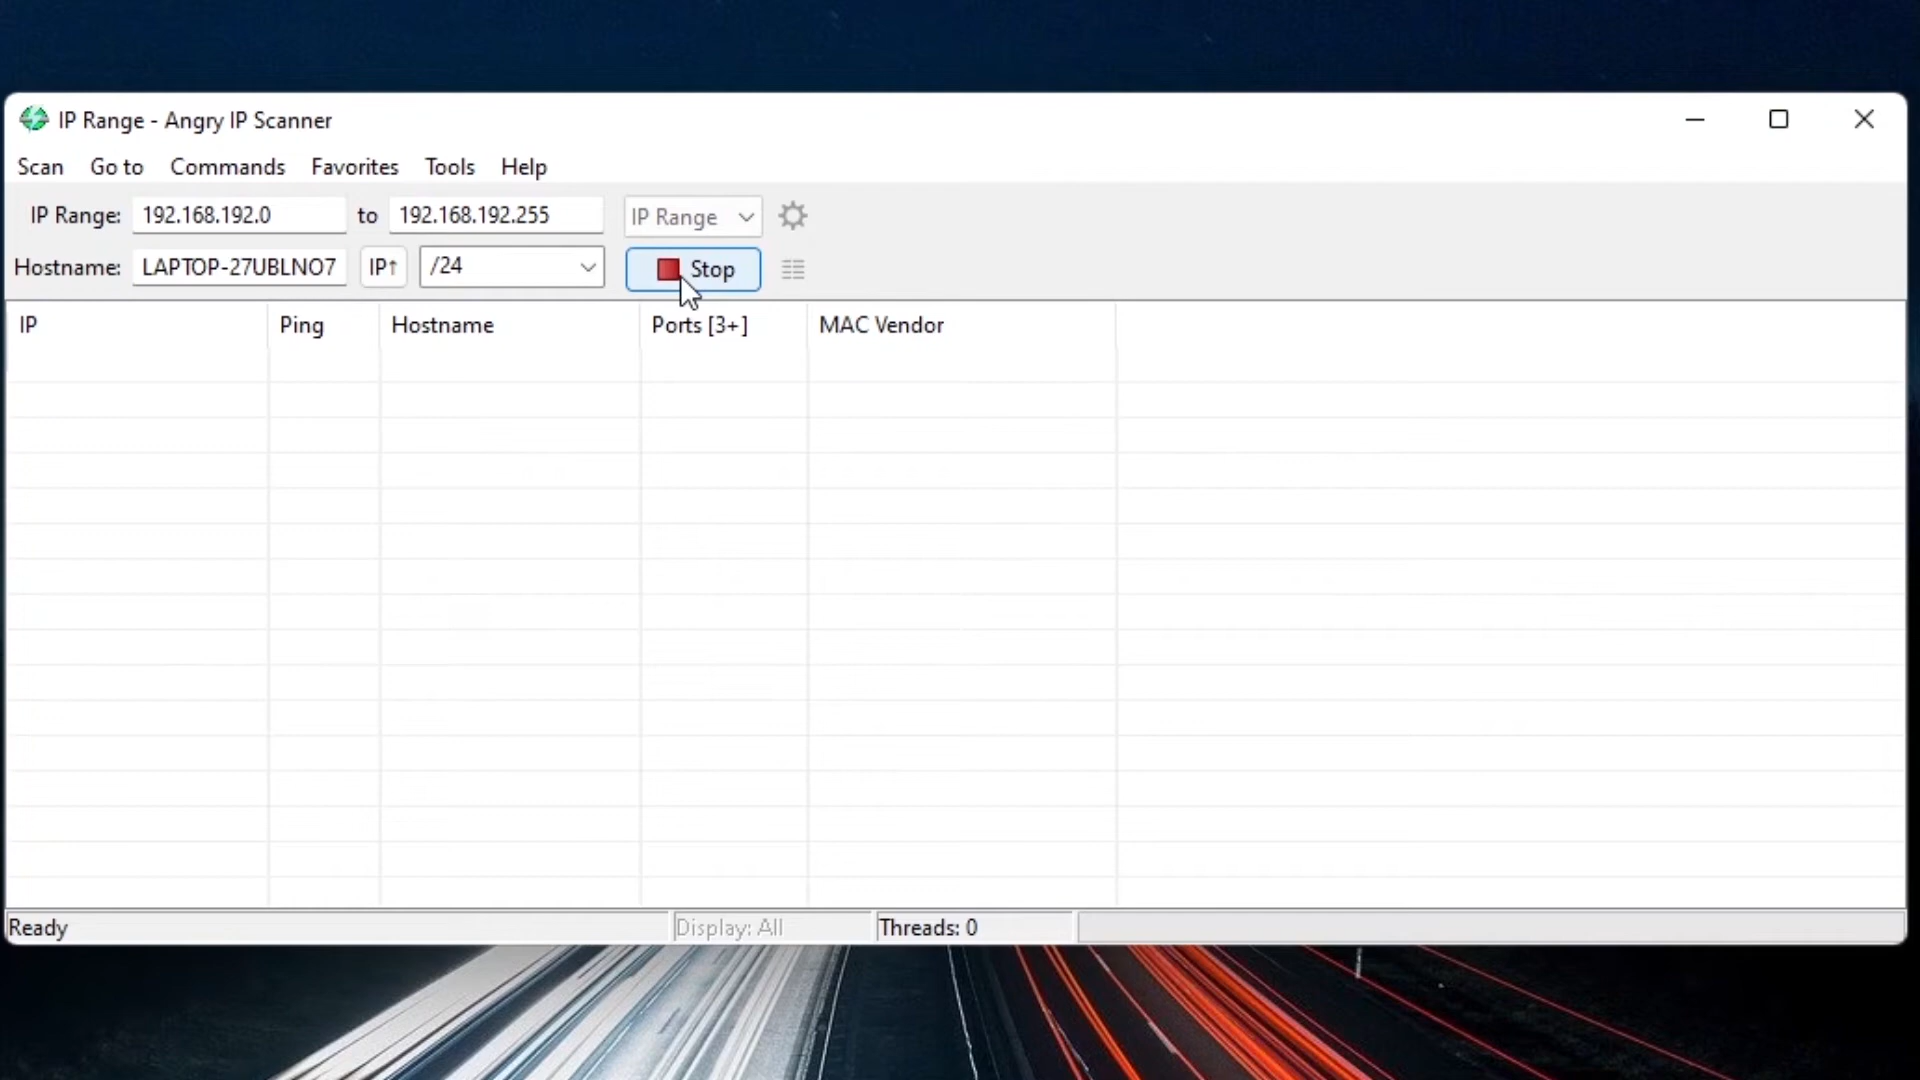 IP Range - Angry IP Scanner
Scan Go to Commands Favorites Tools Help
IP Range: 192.168.192.0 to 192.168.192.255 IP Range
Hostname: LAPTOP-27UBLNO7 IP↑ /24 Stop
IP Ping Hostname Ports [3+] MAC Vendor
Ready Display: All Threads: 0